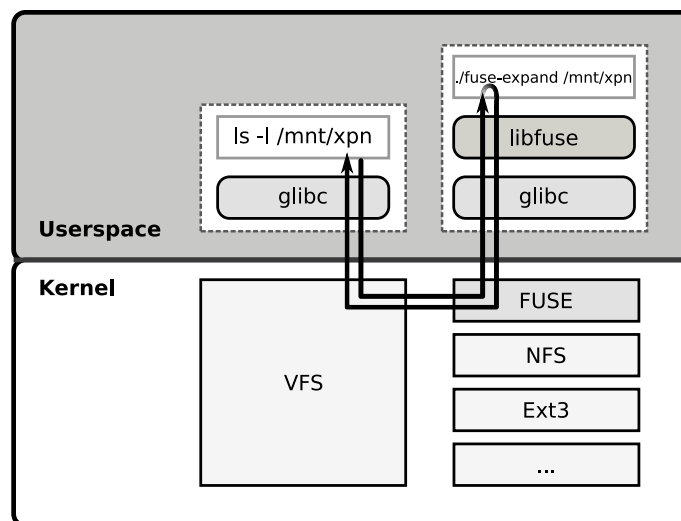 ./fuse-expand /mnt/xpn
ls -l /mnt/xpn
libfuse
glibc
glibc
Userspace
Kernel
FUSE
NFS
VFS
Ext3
...